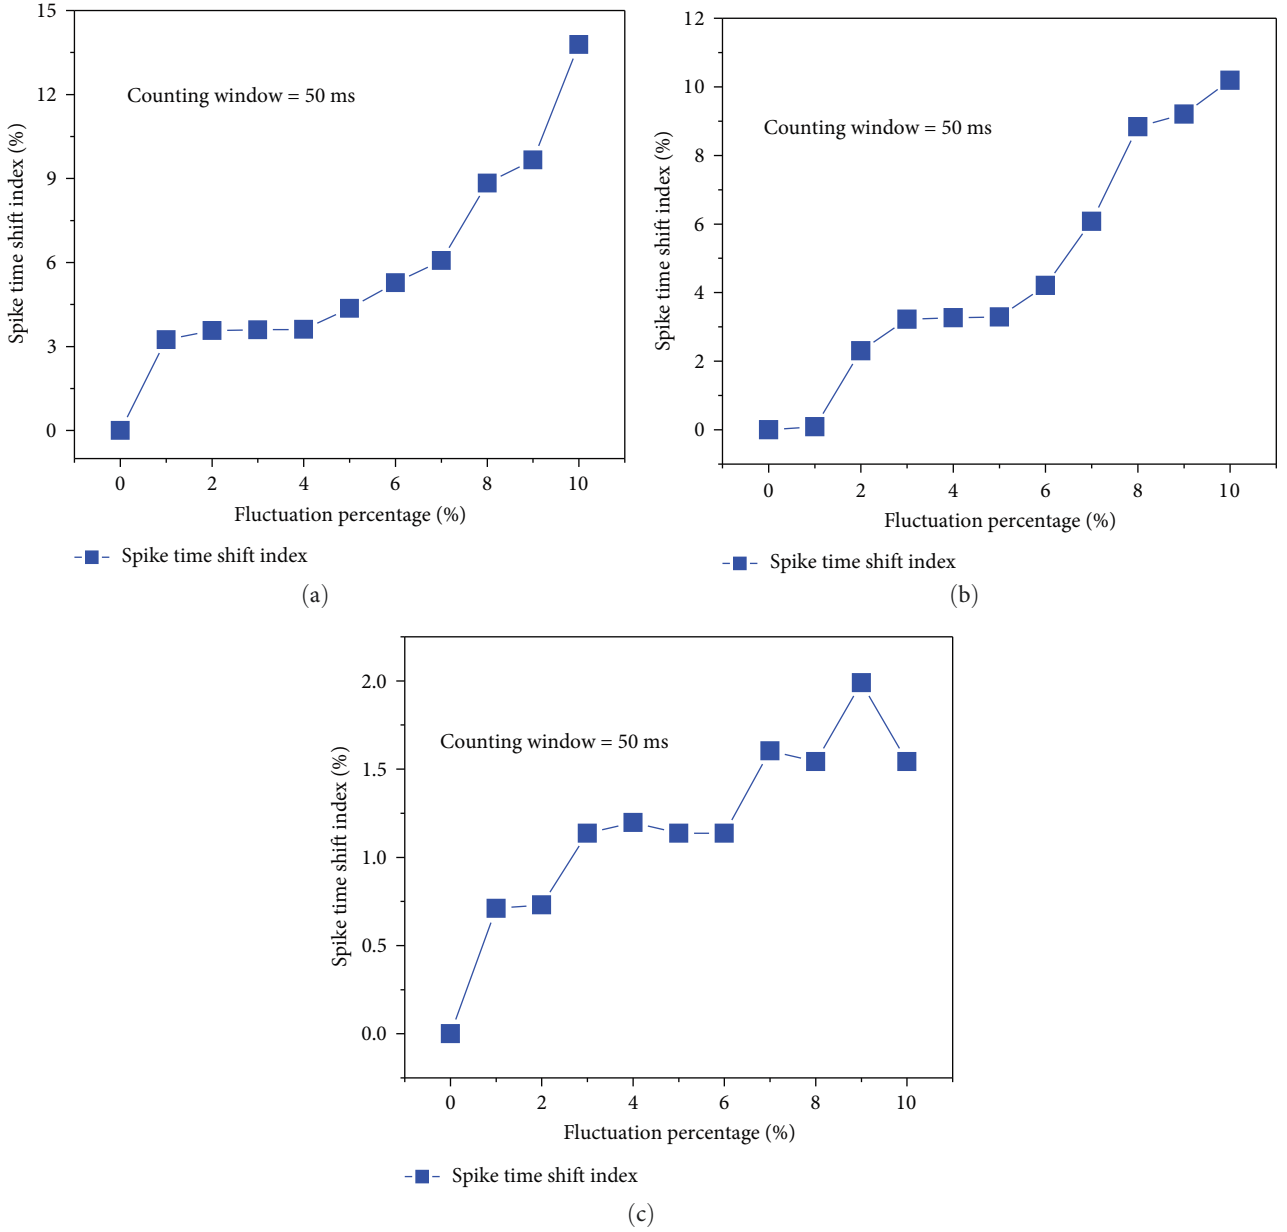 15
12
9
6
3
0
Spike time shift index (%)
Counting window = 50 ms
0 2 4 6 8 10
Fluctuation percentage (%)
Spike time shift index
(a)
12
10
8
6
4
2
0
Spike time shift index (%)
Counting window = 50 ms
0 2 4 6 8 10
Fluctuation percentage (%)
Spike time shift index
(b)
2.0
1.5
1.0
0.5
0.0
Spike time shift index (%)
Counting window = 50 ms
0 2 4 6 8 10
Fluctuation percentage (%)
Spike time shift index
(c)